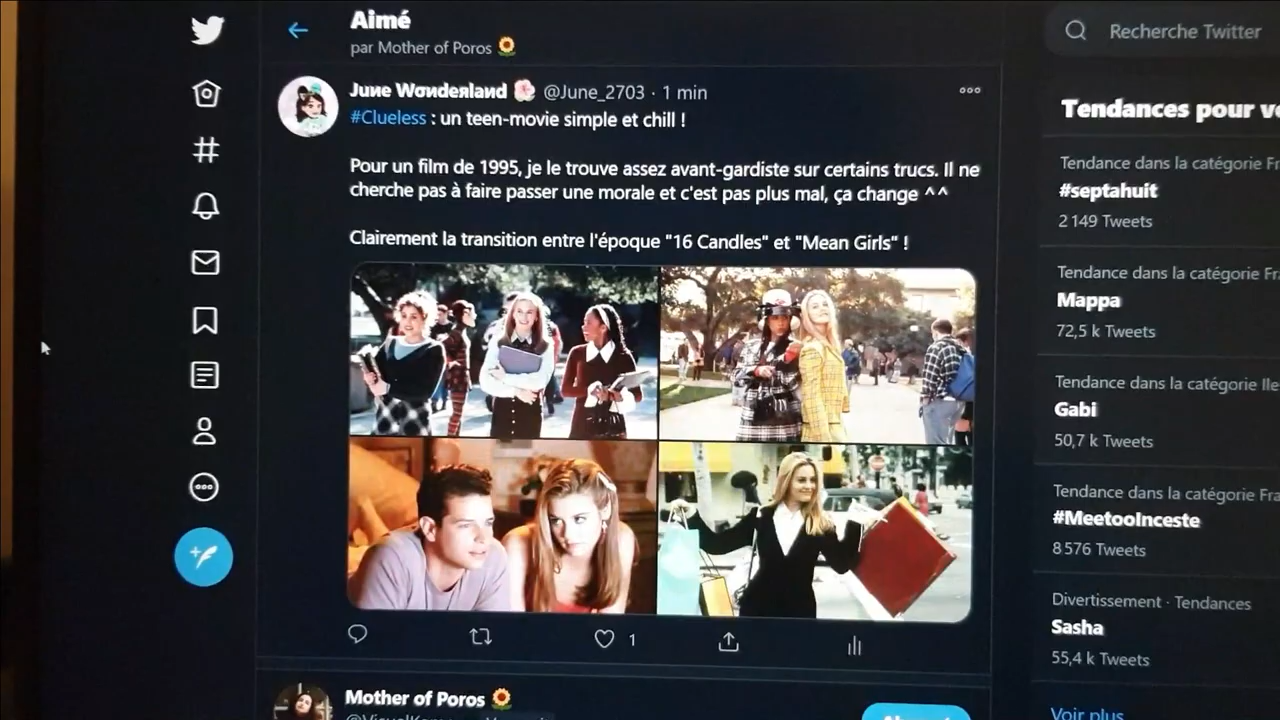 Aimé
par Mother of Poros 🌻
Recherche Twitter
June Wonderland 🌸 @June_2703 · 1 min
#Clueless : un teen-movie simple et chill !
Pour un film de 1995, je le trouve assez avant-gardiste sur certains trucs. Il ne
cherche pas à faire passer une morale et c'est pas plus mal, ça change ^^
Clairement la transition entre l'époque "16 Candles" et "Mean Girls" !
1
Mother of Poros 🌻
Tendances pour
Tendance dans la catégorie
#septahuit
2 149 Tweets
Tendance dans la catégorie
Mappa
72,5 k Tweets
Tendance dans la catégorie
Gabi
50,7 k Tweets
Tendance dans la catégorie
#MeetooInceste
8 576 Tweets
Divertissement · Tendances
Sasha
55,4 k Tweets
Voir plus